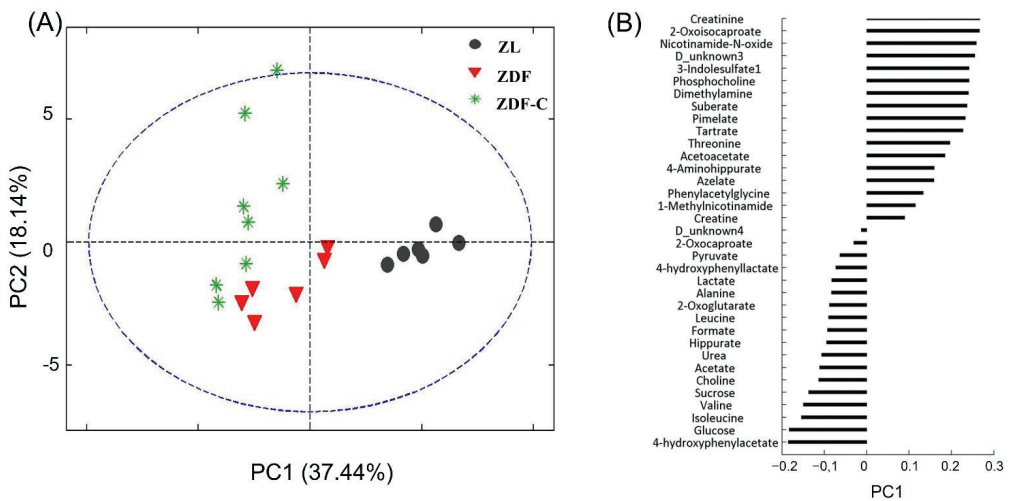 (A)
ZL
ZDF
ZDF-C
5
0
-5
PC2 (18.14%)
PC1 (37.44%)
(B)
Creatinine
2-Oxoisocaproate
Nicotinamide-N-oxide
D_unknown3
3-Indolesulfate1
Phosphocholine
Dimethylamine
Suberate
Pimelate
Tartrate
Threonine
Acetoacetate
4-Aminohippurate
Azelate
Phenylacetylglycine
1-Methylnicotinamide
Creatine
D_unknown4
2-Oxocaproate
Pyruvate
4-hydroxyphenyllactate
Lactate
Alanine
2-Oxoglutarate
Leucine
Formate
Hippurate
Urea
Acetate
Choline
Sucrose
Valine
Isoleucine
Glucose
4-hydroxyphenylacetate
−0.2 −0,1 0 0.1 0.2 0.3
PC1